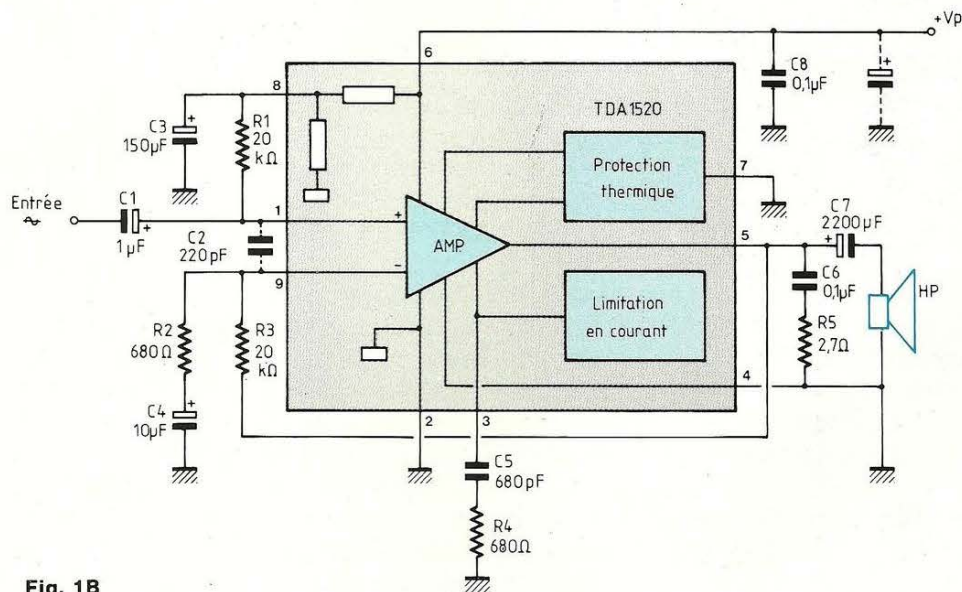 +Vp
6
C8
0,1µF
+
8
TDA1520
C3
150µF
+
R1
20
kΩ
Protection
thermique
7
Entrée
~
C1
1µF
+
1
+
AMP.
C7
2200µF
+
5
C2
220pF
-
9
C6
0,1µF
HP
Limitation
en courant
R2
680Ω
R3
20
kΩ
R5
2,7Ω
4
C4
10µF
+
2
3
C5
680pF
R4
680Ω
Fig. 1B